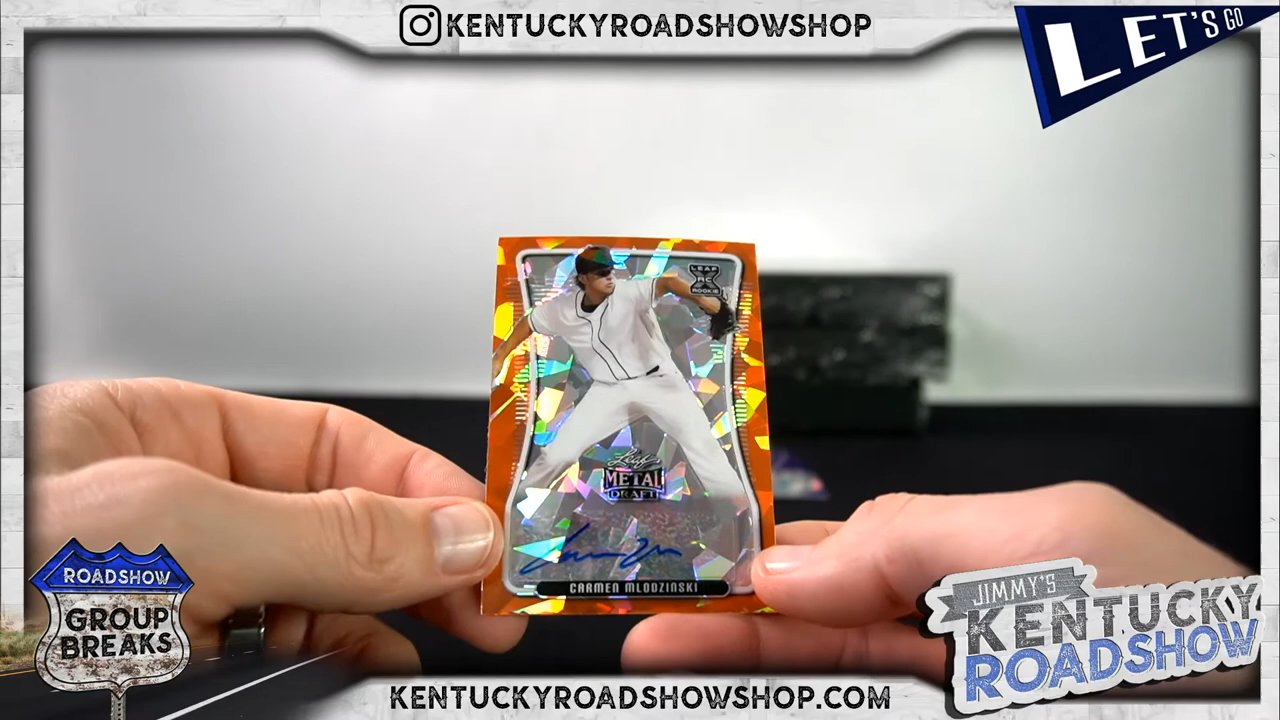 KENTUCKYROADSHOWSHOP
LET'S GO
LEAF
RC
ROOKIE
Leaf
METAL
DRAFT
CARMEN MLODZINSKI
ROADSHOW
GROUP
BREAKS
JIMMY'S
KENTUCKY
ROADSHOW
KENTUCKYROADSHOWSHOP.COM